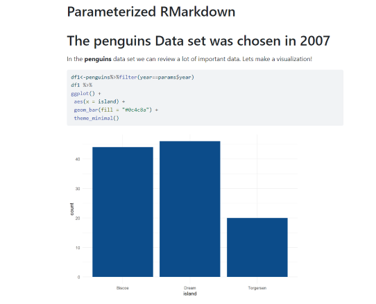 Parameterized RMarkdown
The penguins Data set was chosen in 2007
In the penguins data set we can review a lot of important data. Lets make a visualization!
df1<-penguins%>%filter(year==params$year)
df1 %>%
ggplot() +
aes(x = island) +
geom_bar(fill = "#0c4c8a") +
theme_minimal()
40
30
20
10
0
count
Biscoe Dream Torgersen
island